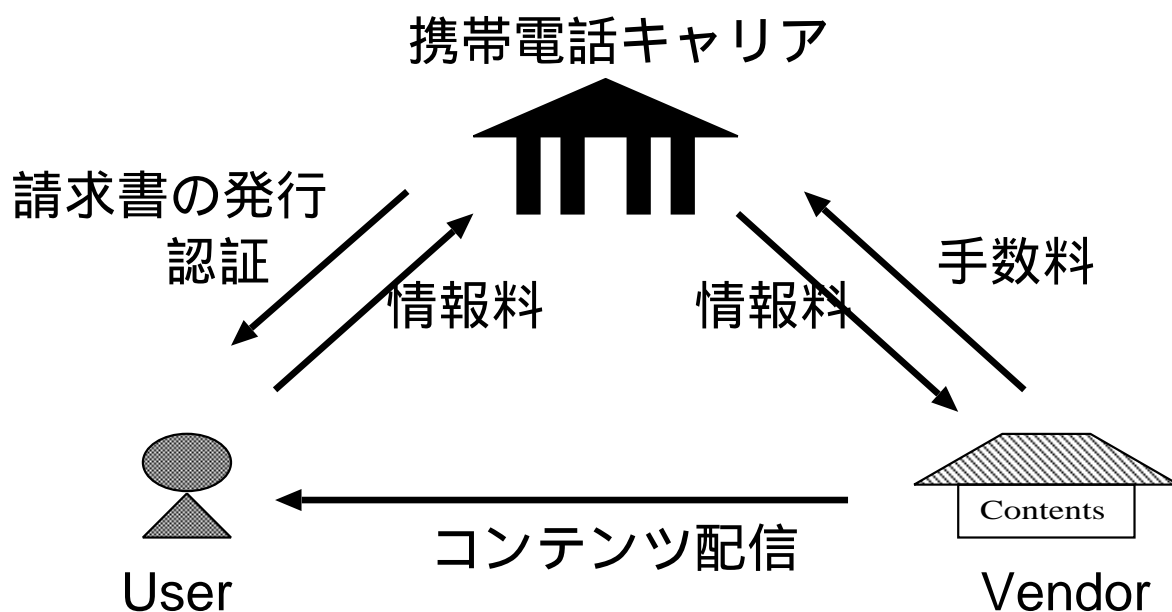 携帯電話キャリア
請求書の発行
認証
情報料
情報料
手数料
コンテンツ配信
Contents
User
Vendor